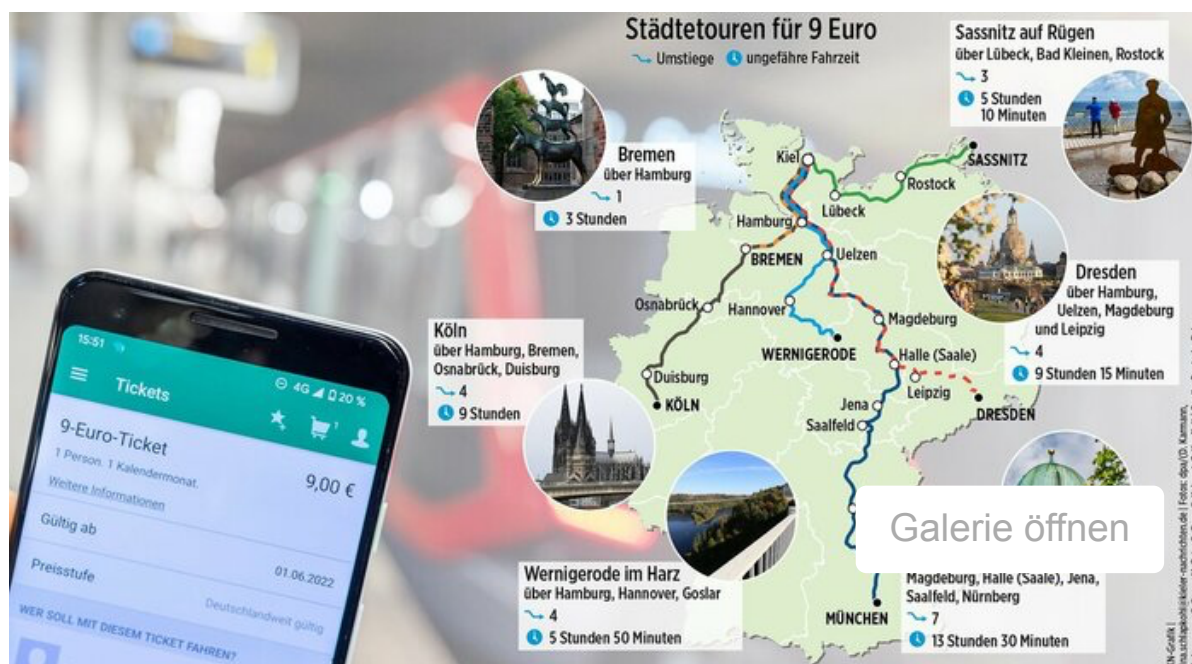 Städtetouren für 9 Euro
Umstiege ungefähre Fahrzeit
Sassnitz auf Rügen
über Lübeck, Bad Kleinen, Rostock
3
5 Stunden
10 Minuten
Bremen
über Hamburg
1
3 Stunden
Kiel
SASSNITZ
Rostock
Lübeck
Hamburg
BREMEN
Uelzen
Osnabrück
Hannover
Magdeburg
WERNIGERODE
Halle (Saale)
Leipzig
Duisburg
KÖLN
DRESDEN
Jena
Saalfeld
MÜNCHEN
Dresden
über Hamburg,
Uelzen, Magdeburg
und Leipzig
4
9 Stunden 15 Minuten
Köln
über Hamburg, Bremen,
Osnabrück, Duisburg
4
9 Stunden
Wernigerode im Harz
über Hamburg, Hannover, Goslar
4
5 Stunden 50 Minuten
Galerie öffnen
Magdeburg, Halle (Saale), Jena,
Saalfeld, Nürnberg
7
13 Stunden 30 Minuten
15:51
4G 20 %
Tickets
1
9-Euro-Ticket
9,00 €
1 Person. 1 Kalendermonat.
Weitere Informationen
Gültig ab
01.06.2022
Preisstufe
Deutschlandweit gültig
WER SOLL MIT DIESEM TICKET FAHREN?